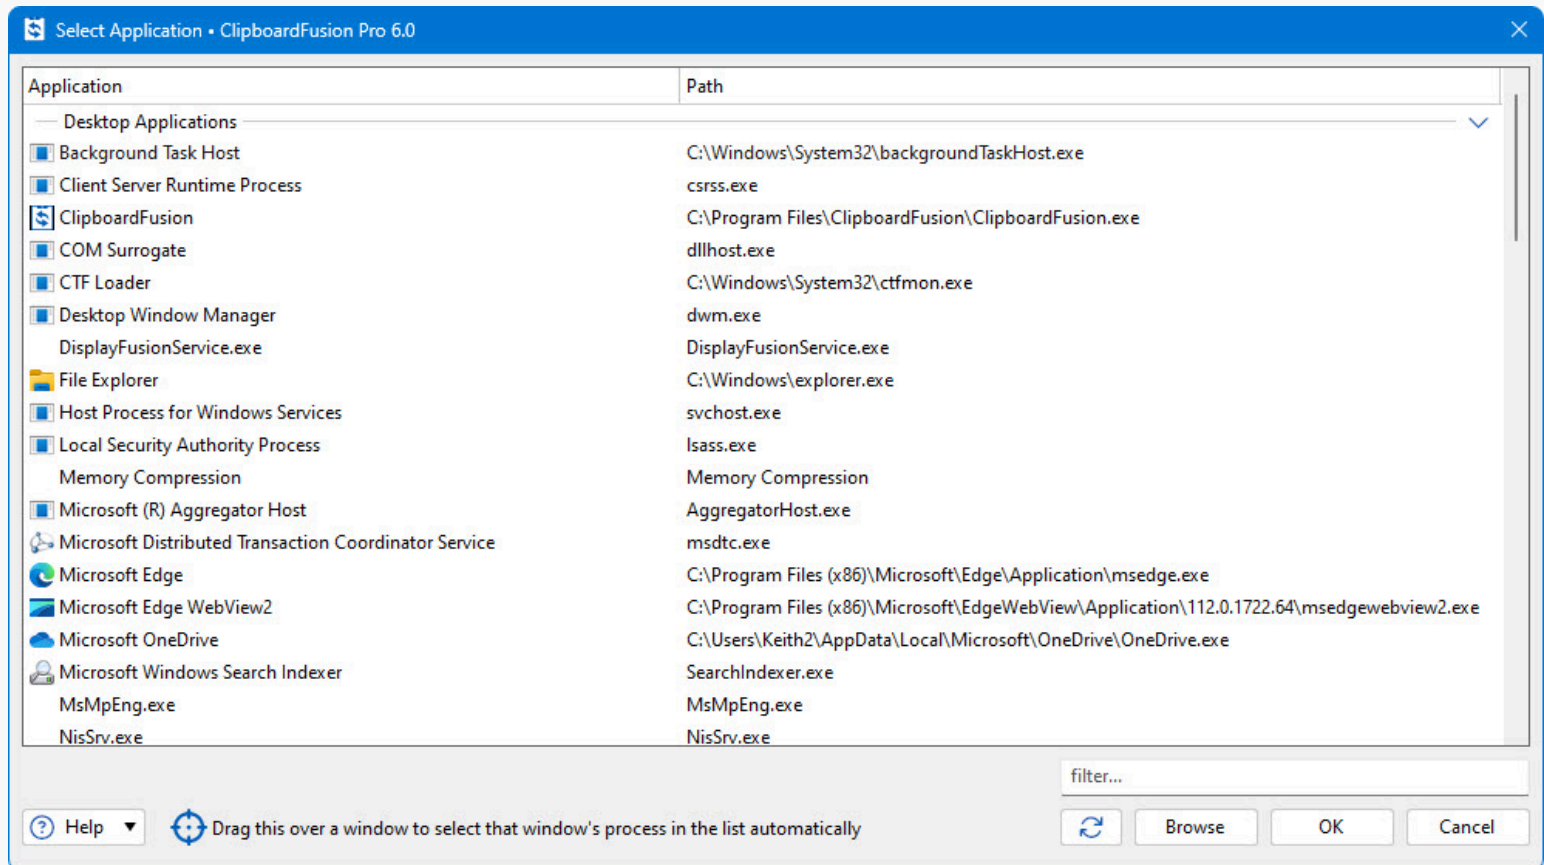 Select Application • ClipboardFusion Pro 6.0
Application Path
Desktop Applications
Background Task Host C:\Windows\System32\backgroundTaskHost.exe
Client Server Runtime Process csrss.exe
ClipboardFusion C:\Program Files\ClipboardFusion\ClipboardFusion.exe
COM Surrogate dllhost.exe
CTF Loader C:\Windows\System32\ctfmon.exe
Desktop Window Manager dwm.exe
DisplayFusionService.exe DisplayFusionService.exe
File Explorer C:\Windows\explorer.exe
Host Process for Windows Services svchost.exe
Local Security Authority Process lsass.exe
Memory Compression Memory Compression
Microsoft (R) Aggregator Host AggregatorHost.exe
Microsoft Distributed Transaction Coordinator Service msdtc.exe
Microsoft Edge C:\Program Files (x86)\Microsoft\Edge\Application\msedge.exe
Microsoft Edge WebView2 C:\Program Files (x86)\Microsoft\EdgeWebView\Application\112.0.1722.64\msedgewebview2.exe
Microsoft OneDrive C:\Users\Keith2\AppData\Local\Microsoft\OneDrive\OneDrive.exe
Microsoft Windows Search Indexer SearchIndexer.exe
MsMpEng.exe MsMpEng.exe
NisSrv.exe NisSrv.exe
filter...
Help Drag this over a window to select that window's process in the list automatically Browse OK Cancel